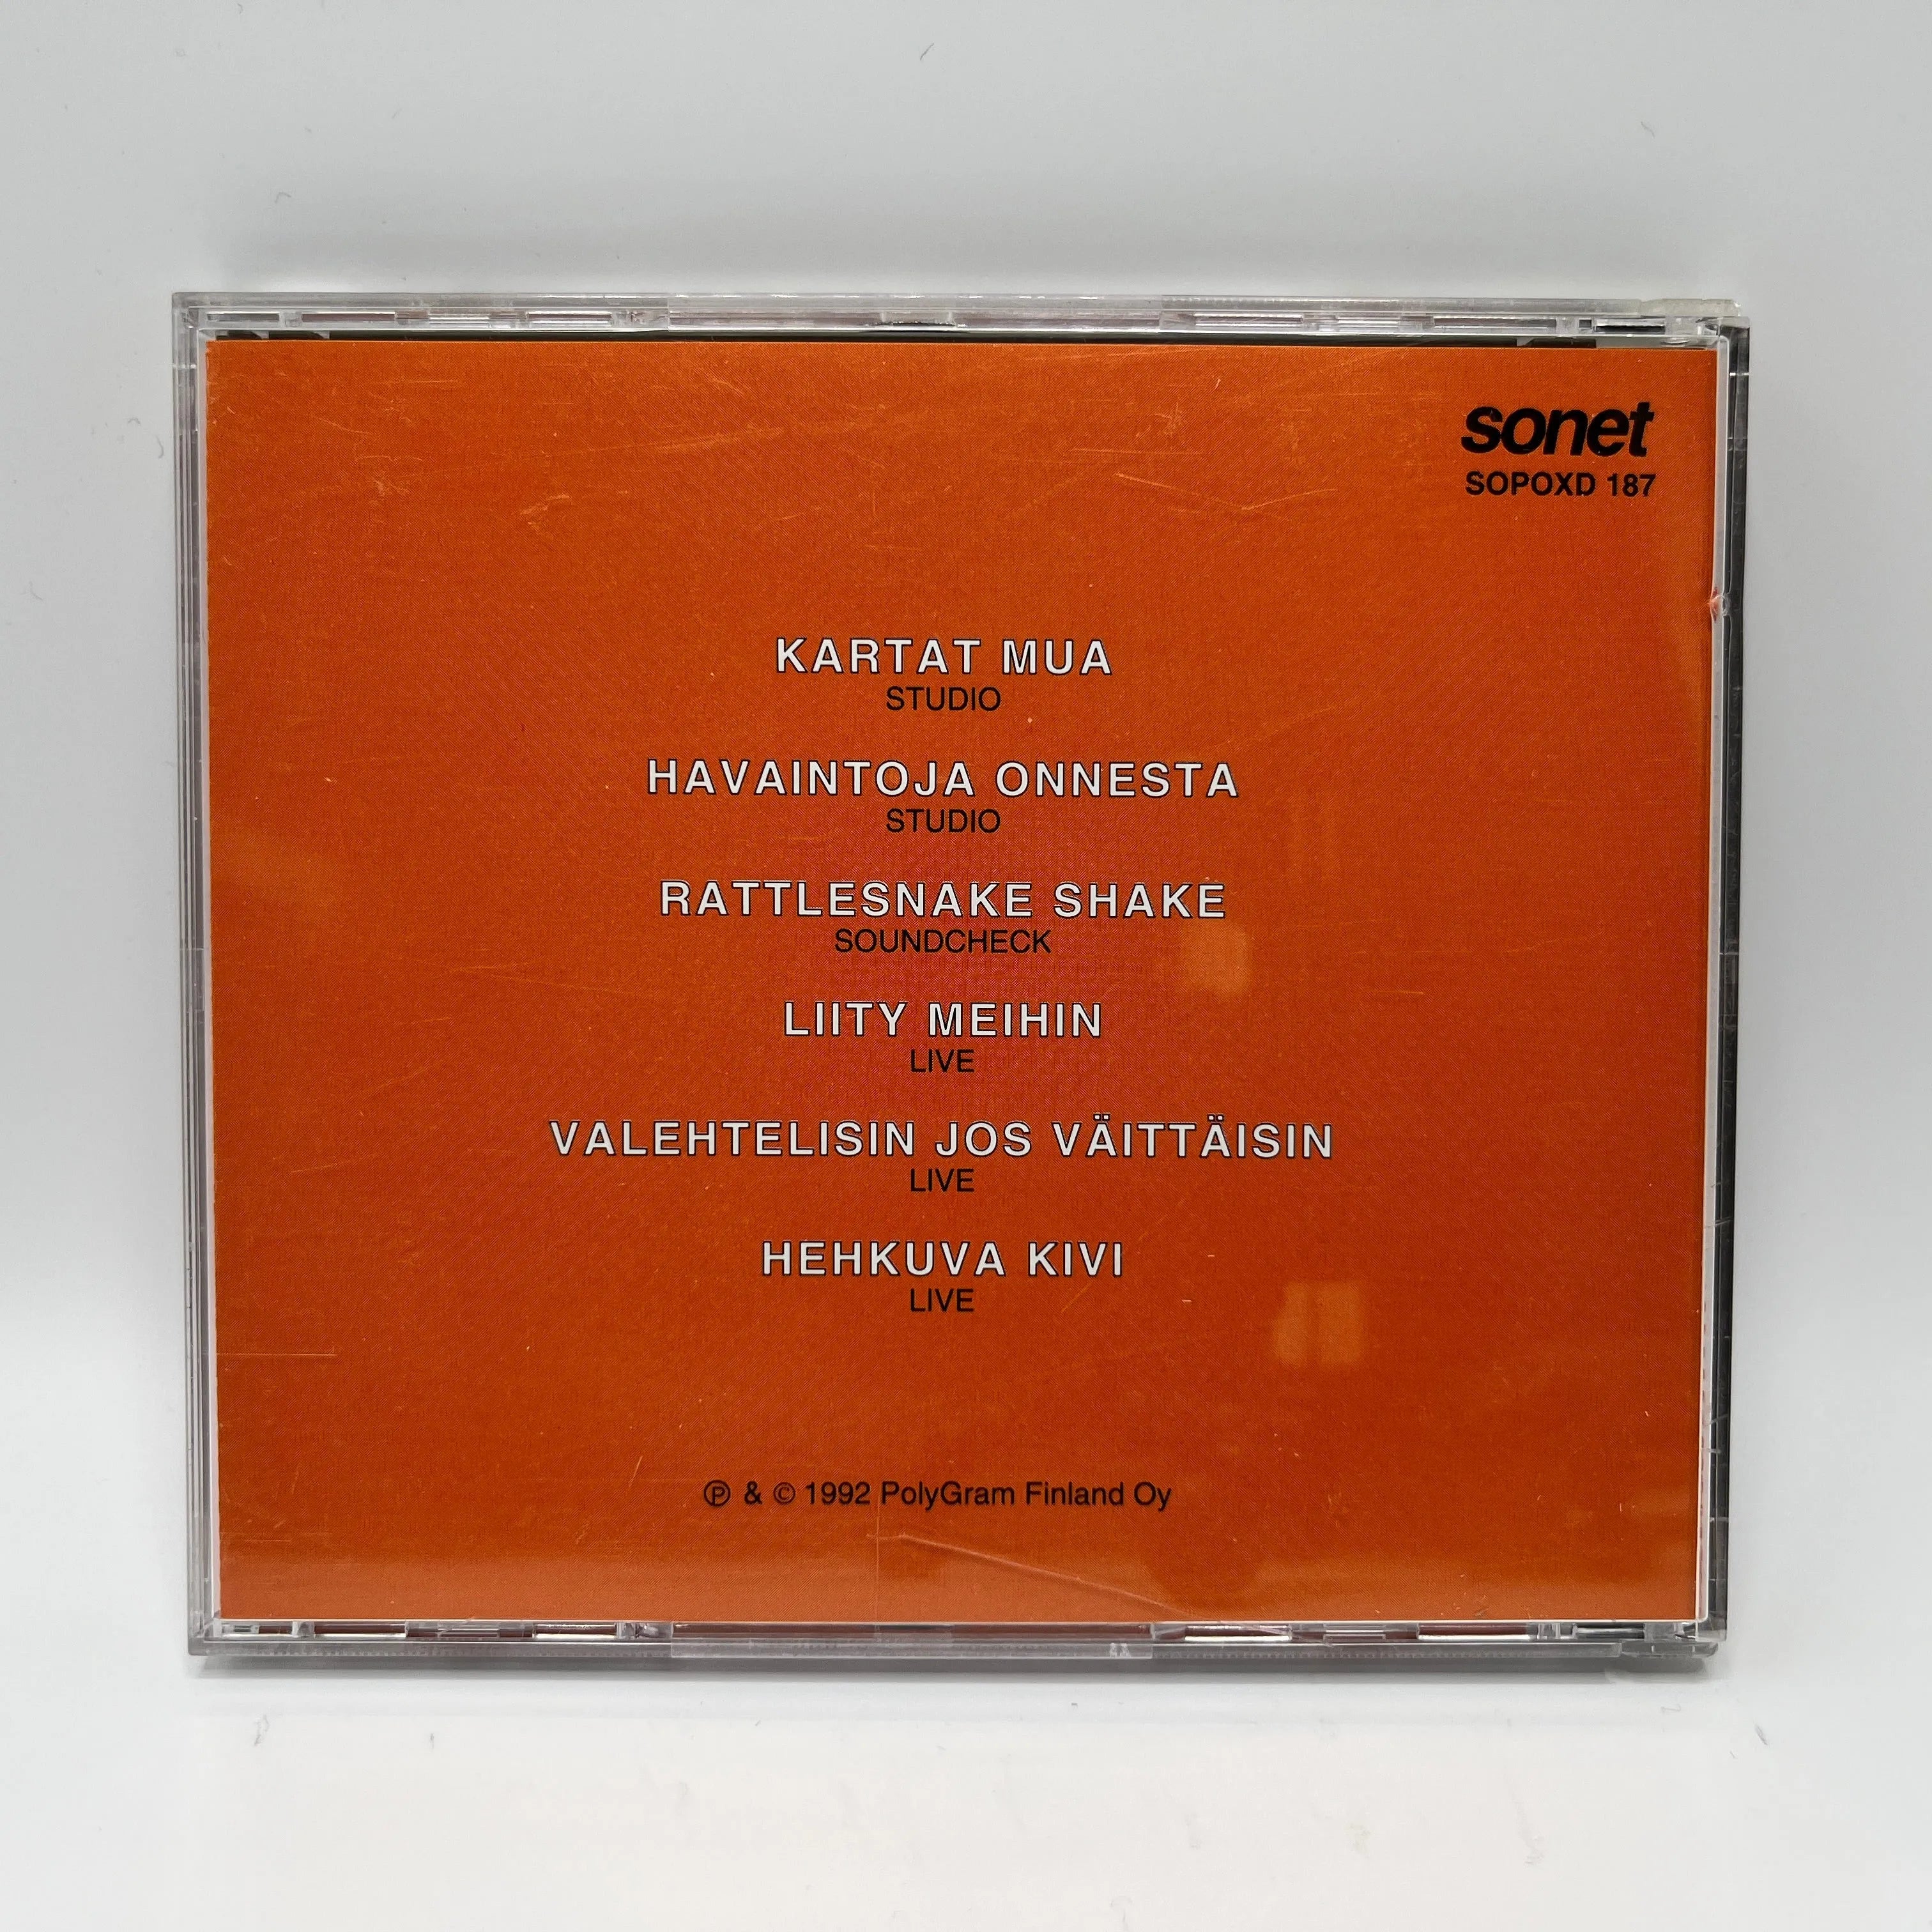 sonet
SOPOXD 187
KARTAT MUA
STUDIO
HAVAINTOJA ONNESTA
STUDIO
RATTLESNAKE SHAKE
SOUNDCHECK
LIITY MEIHIN
LIVE
VALEHTELISIN JOS VÄITTÄISIN
LIVE
HEHKUVA KIVI
LIVE
℗ & © 1992 PolyGram Finland Oy